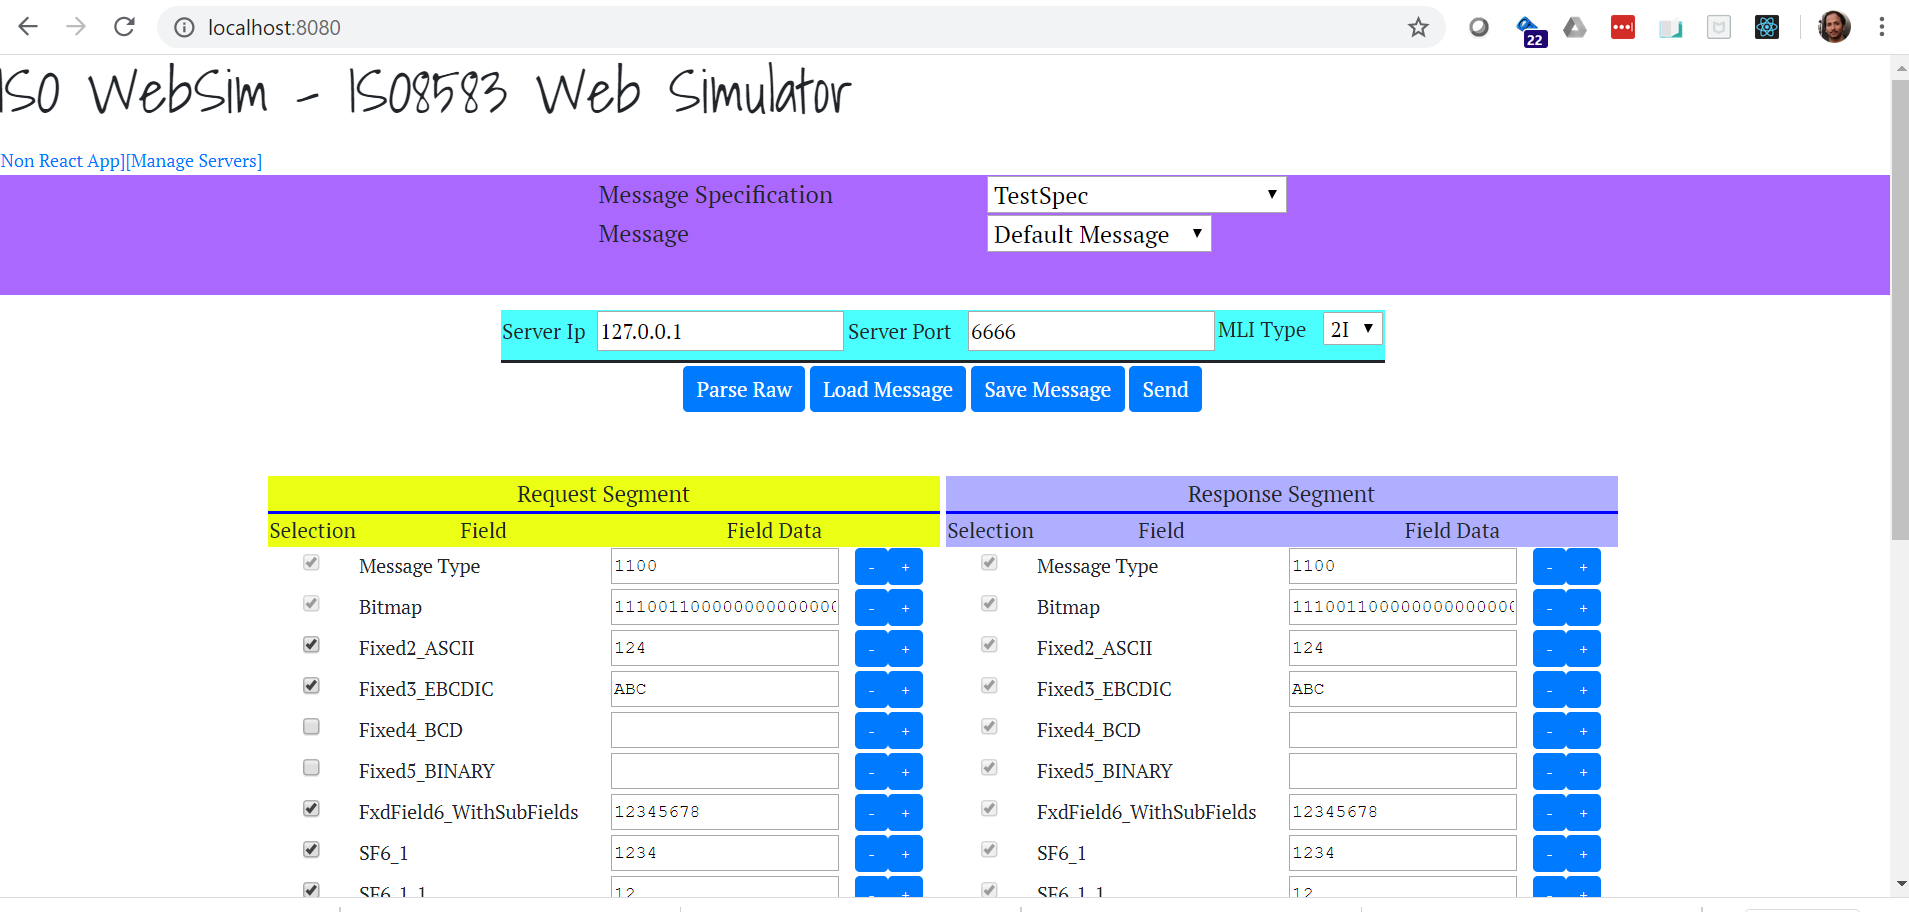 localhost:8080
22
ISO WebSim - ISO8583 Web Simulator
Non React App][Manage Servers]
Message Specification TestSpec
Message Default Message
Server Ip 127.0.0.1 Server Port 6666 MLI Type 2I
Parse Raw Load Message Save Message Send
Request Segment Response Segment
Selection Field Field Data Selection Field Field Data
Message Type 1100 - + Message Type 1100 - +
Bitmap - + Bitmap - +
Fixed2_ASCII 124 - + Fixed2_ASCII 124 - +
Fixed3_EBCDIC ABC - + Fixed3_EBCDIC ABC - +
Fixed4_BCD - + Fixed4_BCD - +
Fixed5_BINARY - + Fixed5_BINARY - +
FxdField6_WithSubFields 12345678 - + FxdField6_WithSubFields 12345678 - +
SF6_1 1234 - + SF6_1 1234 - +
SF6_1_1 12 - + SF6_1_1 12 - +